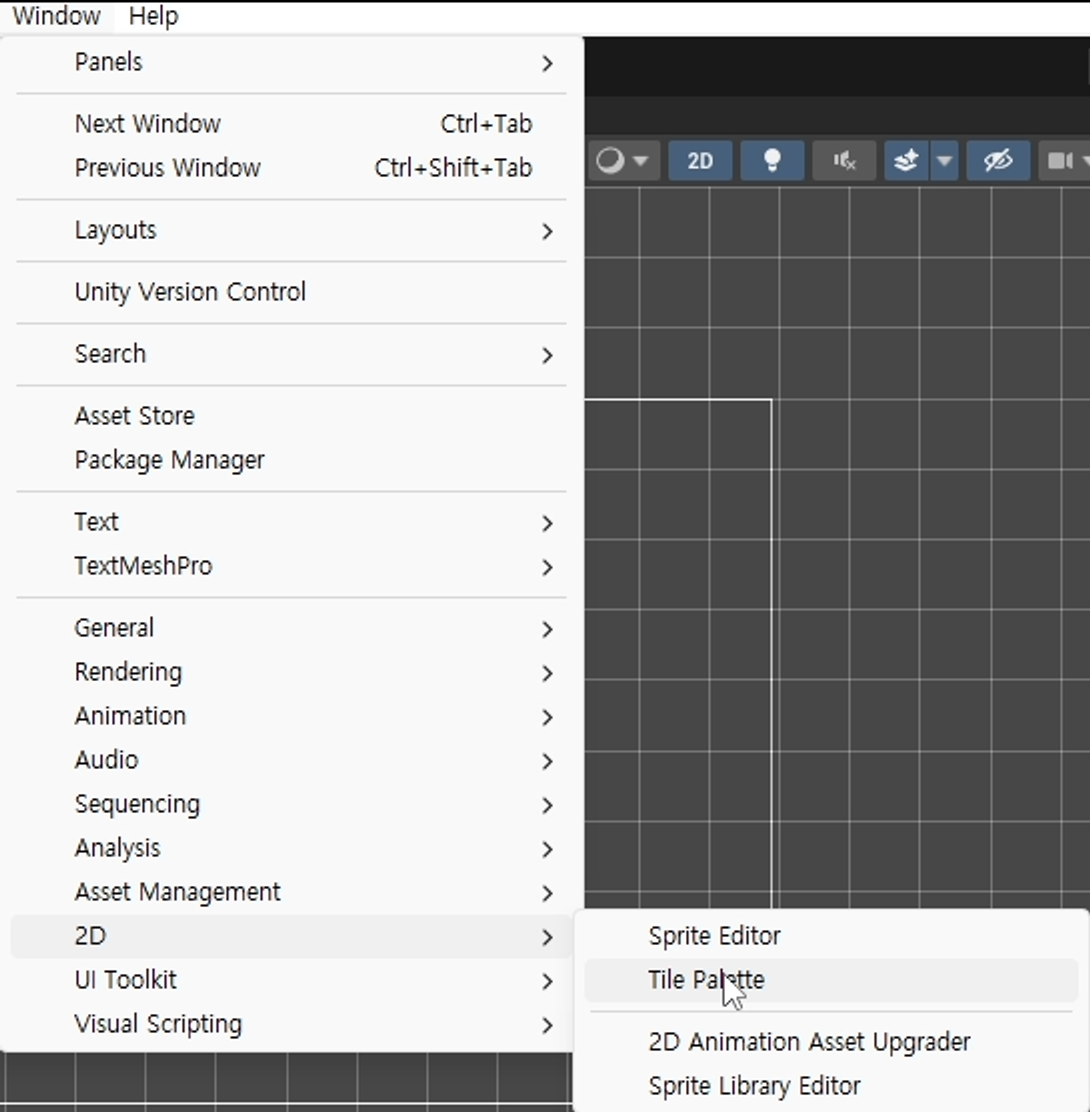 Window Help
Panels
Next Window Ctrl+Tab
Previous Window Ctrl+Shift+Tab
2D
Layouts
Unity Version Control
Search
Asset Store
Package Manager
Text
TextMeshPro
General
Rendering
Animation
Audio
Sequencing
Analysis
Asset Management
2D
UI Toolkit
Visual Scripting
Sprite Editor
Tile Palette
2D Animation Asset Upgrader
Sprite Library Editor